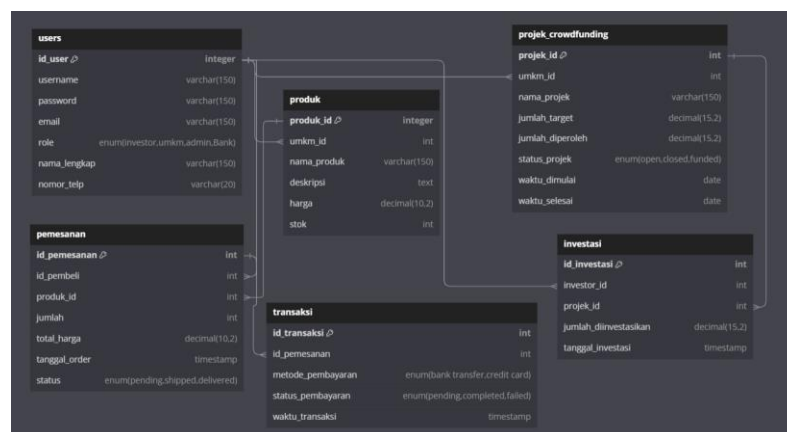 users
id_user integer
username varchar(150)
password varchar(150)
email varchar(150)
role enum(investor,umkm,admin,Bank)
nama_lengkap varchar(150)
nomor_telp varchar(20)
produk
produk_id integer
umkm_id int
nama_produk varchar(150)
deskripsi text
harga decimal(10,2)
stok int
projek_crowdfunding
projek_id int
umkm_id int
nama_projek varchar(150)
jumlah_target decimal(15,2)
jumlah_diperoleh decimal(15,2)
status_projek enum(open,closed,funded)
waktu_dimulai date
waktu_selesai date
pemesanan
id_pemesanan int
id_pembeli int
produk_id int
jumlah int
total_harga decimal(10,2)
tanggal_order timestamp
status enum(pending,shipped,delivered)
transaksi
id_transaksi int
id_pemesanan int
metode_pembayaran enum(bank transfer,credit card)
status_pembayaran enum(pending,completed,failed)
waktu_transaksi timestamp
investasi
id_investasi int
investor_id int
projek_id int
jumlah_diinvestasikan decimal(15,2)
tanggal_investasi timestamp